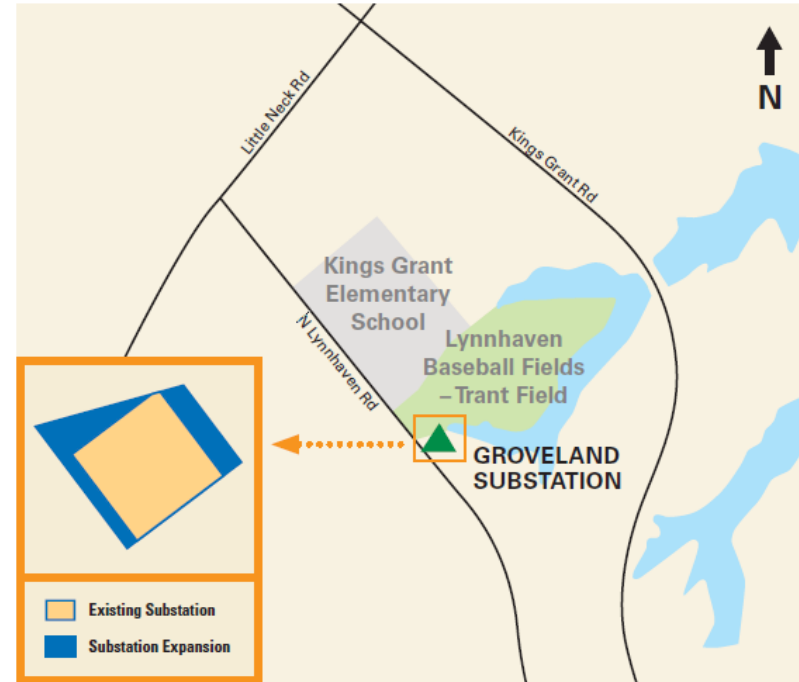 N
Little Neck Rd
Kings Grant Rd
Kings Grant
Elementary
School
N Lynnhaven Rd
Lynnhaven
Baseball Fields
– Trant Field
GROVELAND
SUBSTATION
Existing Substation
Substation Expansion